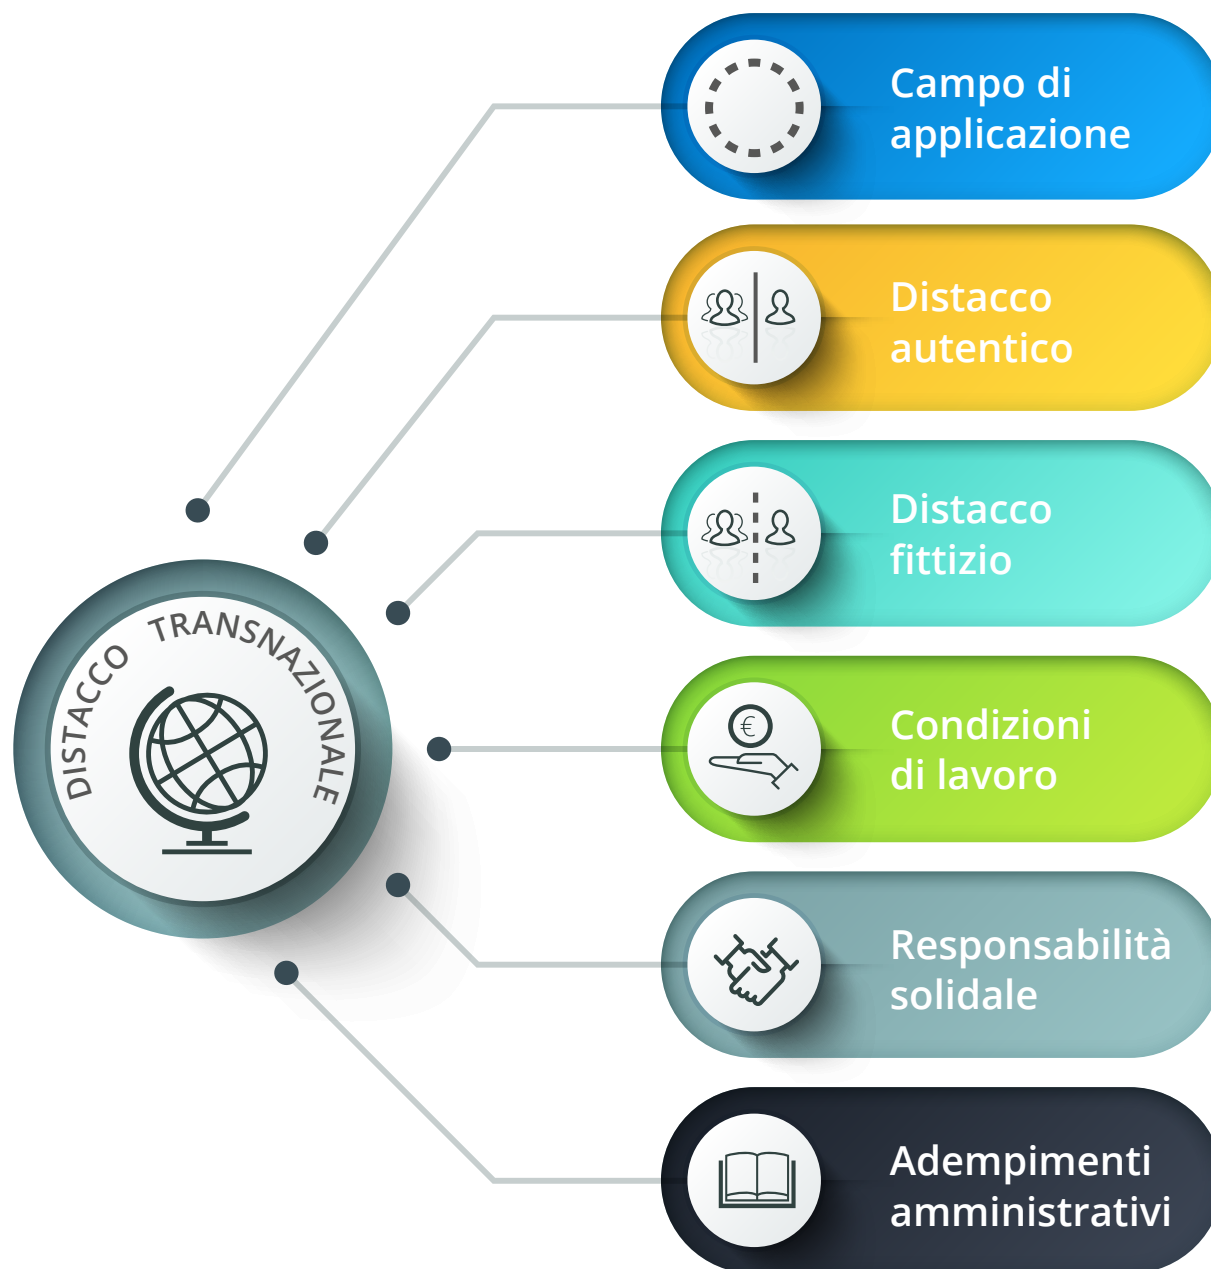 Campo di
applicazione
Distacco
autentico
Distacco
fittizio
DISTACCO TRANSNAZIONALE
€
Condizioni
di lavoro
Responsabilità
solidale
Adempimenti
amministrativi